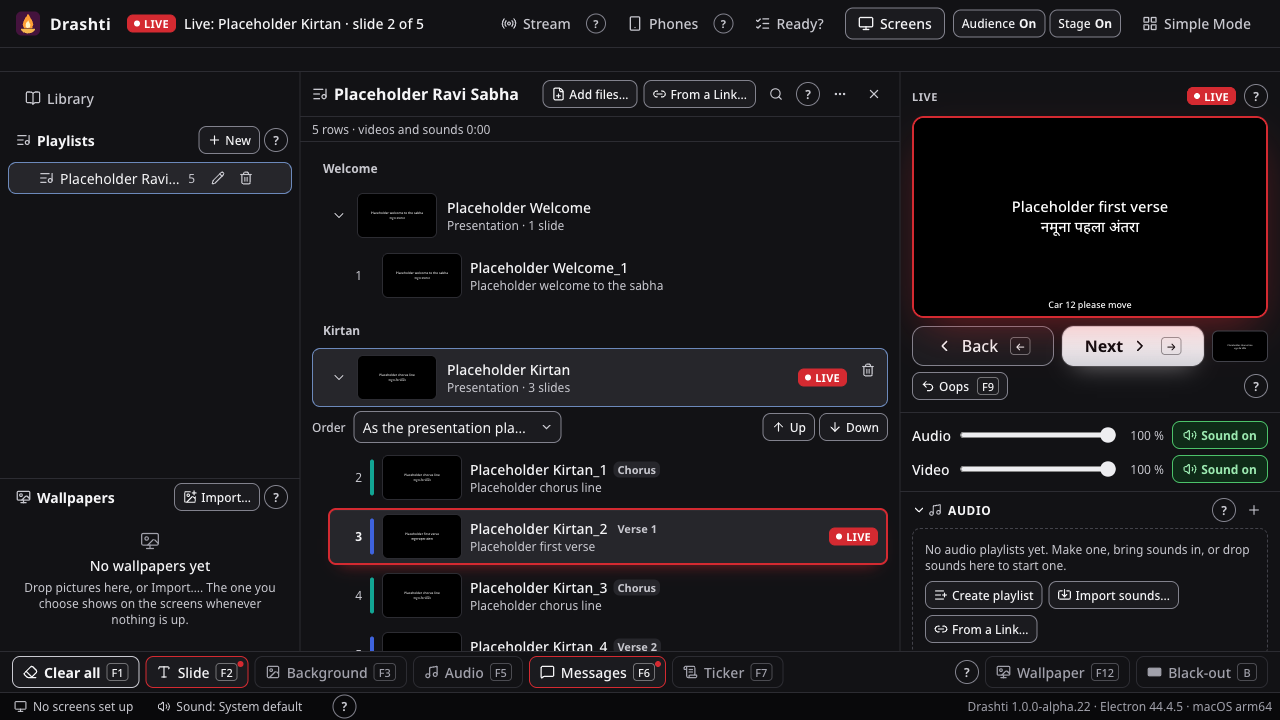 Drashti
LIVE
Live: Placeholder Kirtan · slide 2 of 5
Stream
?
Phones
?
Ready?
Screens
Audience On
Stage On
Simple Mode
Library
Playlists
New
?
Placeholder Ravi...
5
Wallpapers
Import...
?
No wallpapers yet
Drop pictures here, or Import.... The one you
choose shows on the screens whenever
nothing is up.
Placeholder Ravi Sabha
Add files...
From a Link...
?
5 rows · videos and sounds 0:00
Welcome
Placeholder Welcome
Presentation · 1 slide
1
Placeholder Welcome_1
Placeholder welcome to the sabha
Kirtan
Placeholder Kirtan
Presentation · 3 slides
LIVE
Order
As the presentation pla...
Up
Down
2
Placeholder Kirtan_1
Chorus
Placeholder chorus line
3
Placeholder Kirtan_2
Verse 1
Placeholder first verse
LIVE
4
Placeholder Kirtan_3
Chorus
Placeholder chorus line
Placeholder Kirtan_4
Verse 2
LIVE
LIVE
?
Placeholder first verse
नमूना पहला अंतरा
Car 12 please move
Back
Next
Oops
F9
?
Audio
100 %
Sound on
Video
100 %
Sound on
AUDIO
?
No audio playlists yet. Make one, bring sounds in, or drop
sounds here to start one.
Create playlist
Import sounds...
From a Link...
Clear all
F1
Slide
F2
Background
F3
Audio
F5
Messages
F6
Ticker
F7
?
Wallpaper
F12
Black-out
B
No screens set up
Sound: System default
?
Drashti 1.0.0-alpha.22 · Electron 44.4.5 · macOS arm64